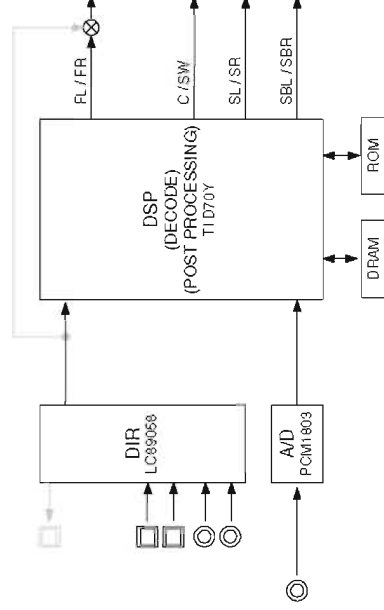 FL / FR
C / SW
SL / SR
SBL / SBR
DSP
(DECODE)
(POST PROCESSING)
TI D70Y
ROM
DRAM
DIR
LC89058
A/D
PCM1803